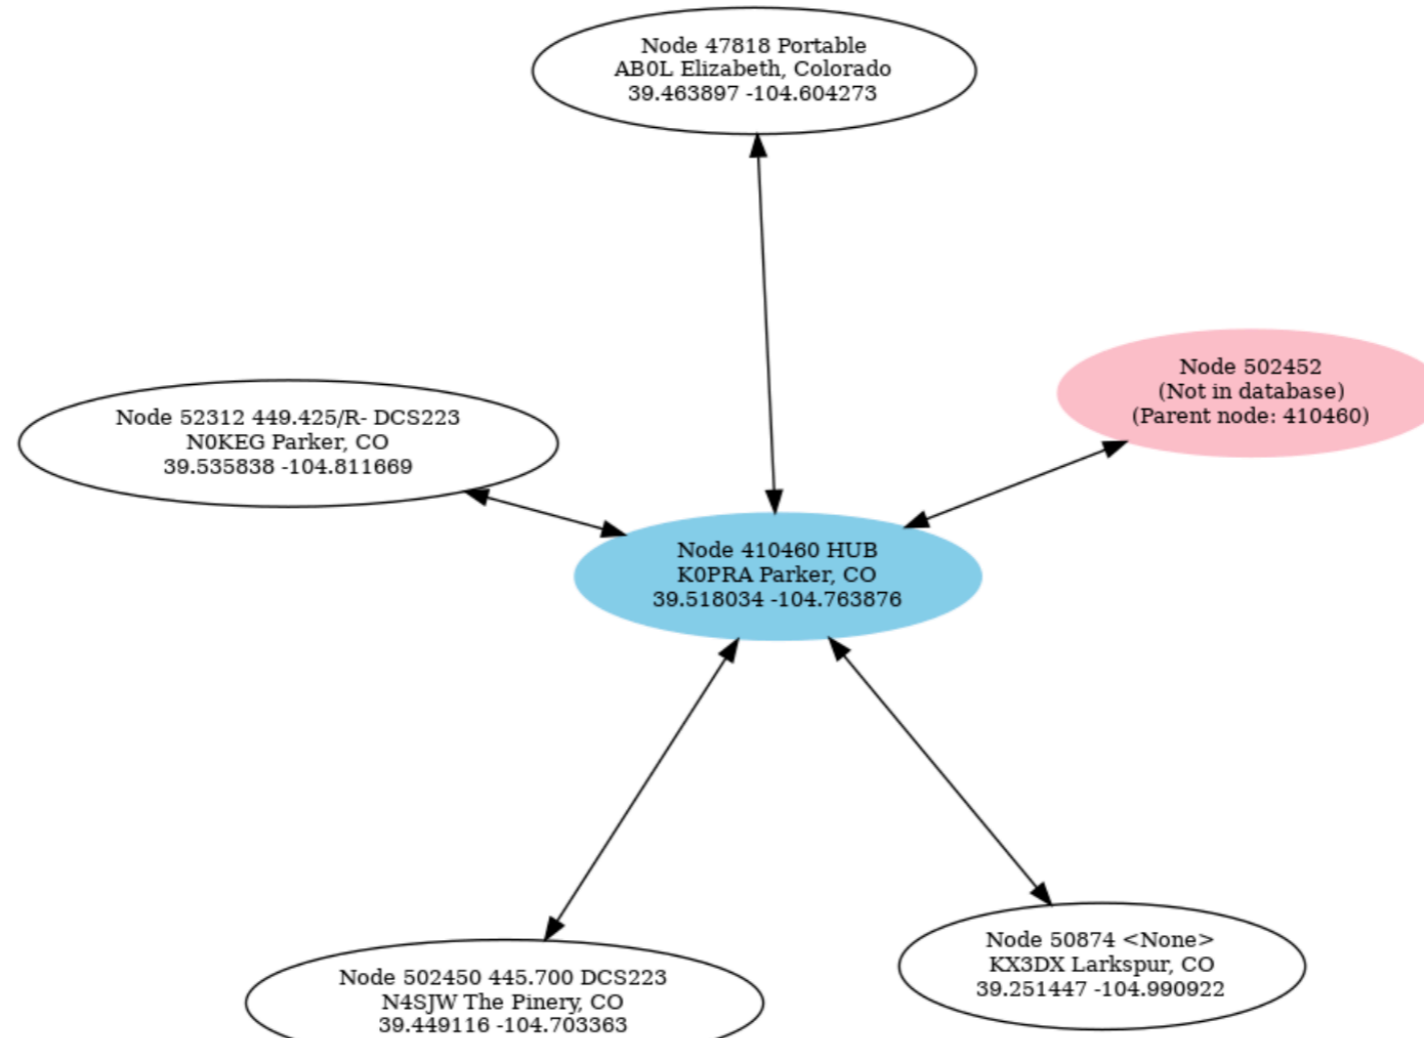 Node 47818 Portable
AB0L Elizabeth, Colorado
39.463897 -104.604273
Node 502452
(Not in database)
(Parent node: 410460)
Node 52312 449.425/R- DCS223
N0KEG Parker, CO
39.535838 -104.811669
Node 410460 HUB
K0PRA Parker, CO
39.518034 -104.763876
Node 50874 <None>
KX3DX Larkspur, CO
39.251447 -104.990922
Node 502450 445.700 DCS223
N4SJW The Pinery, CO
39.449116 -104.703363